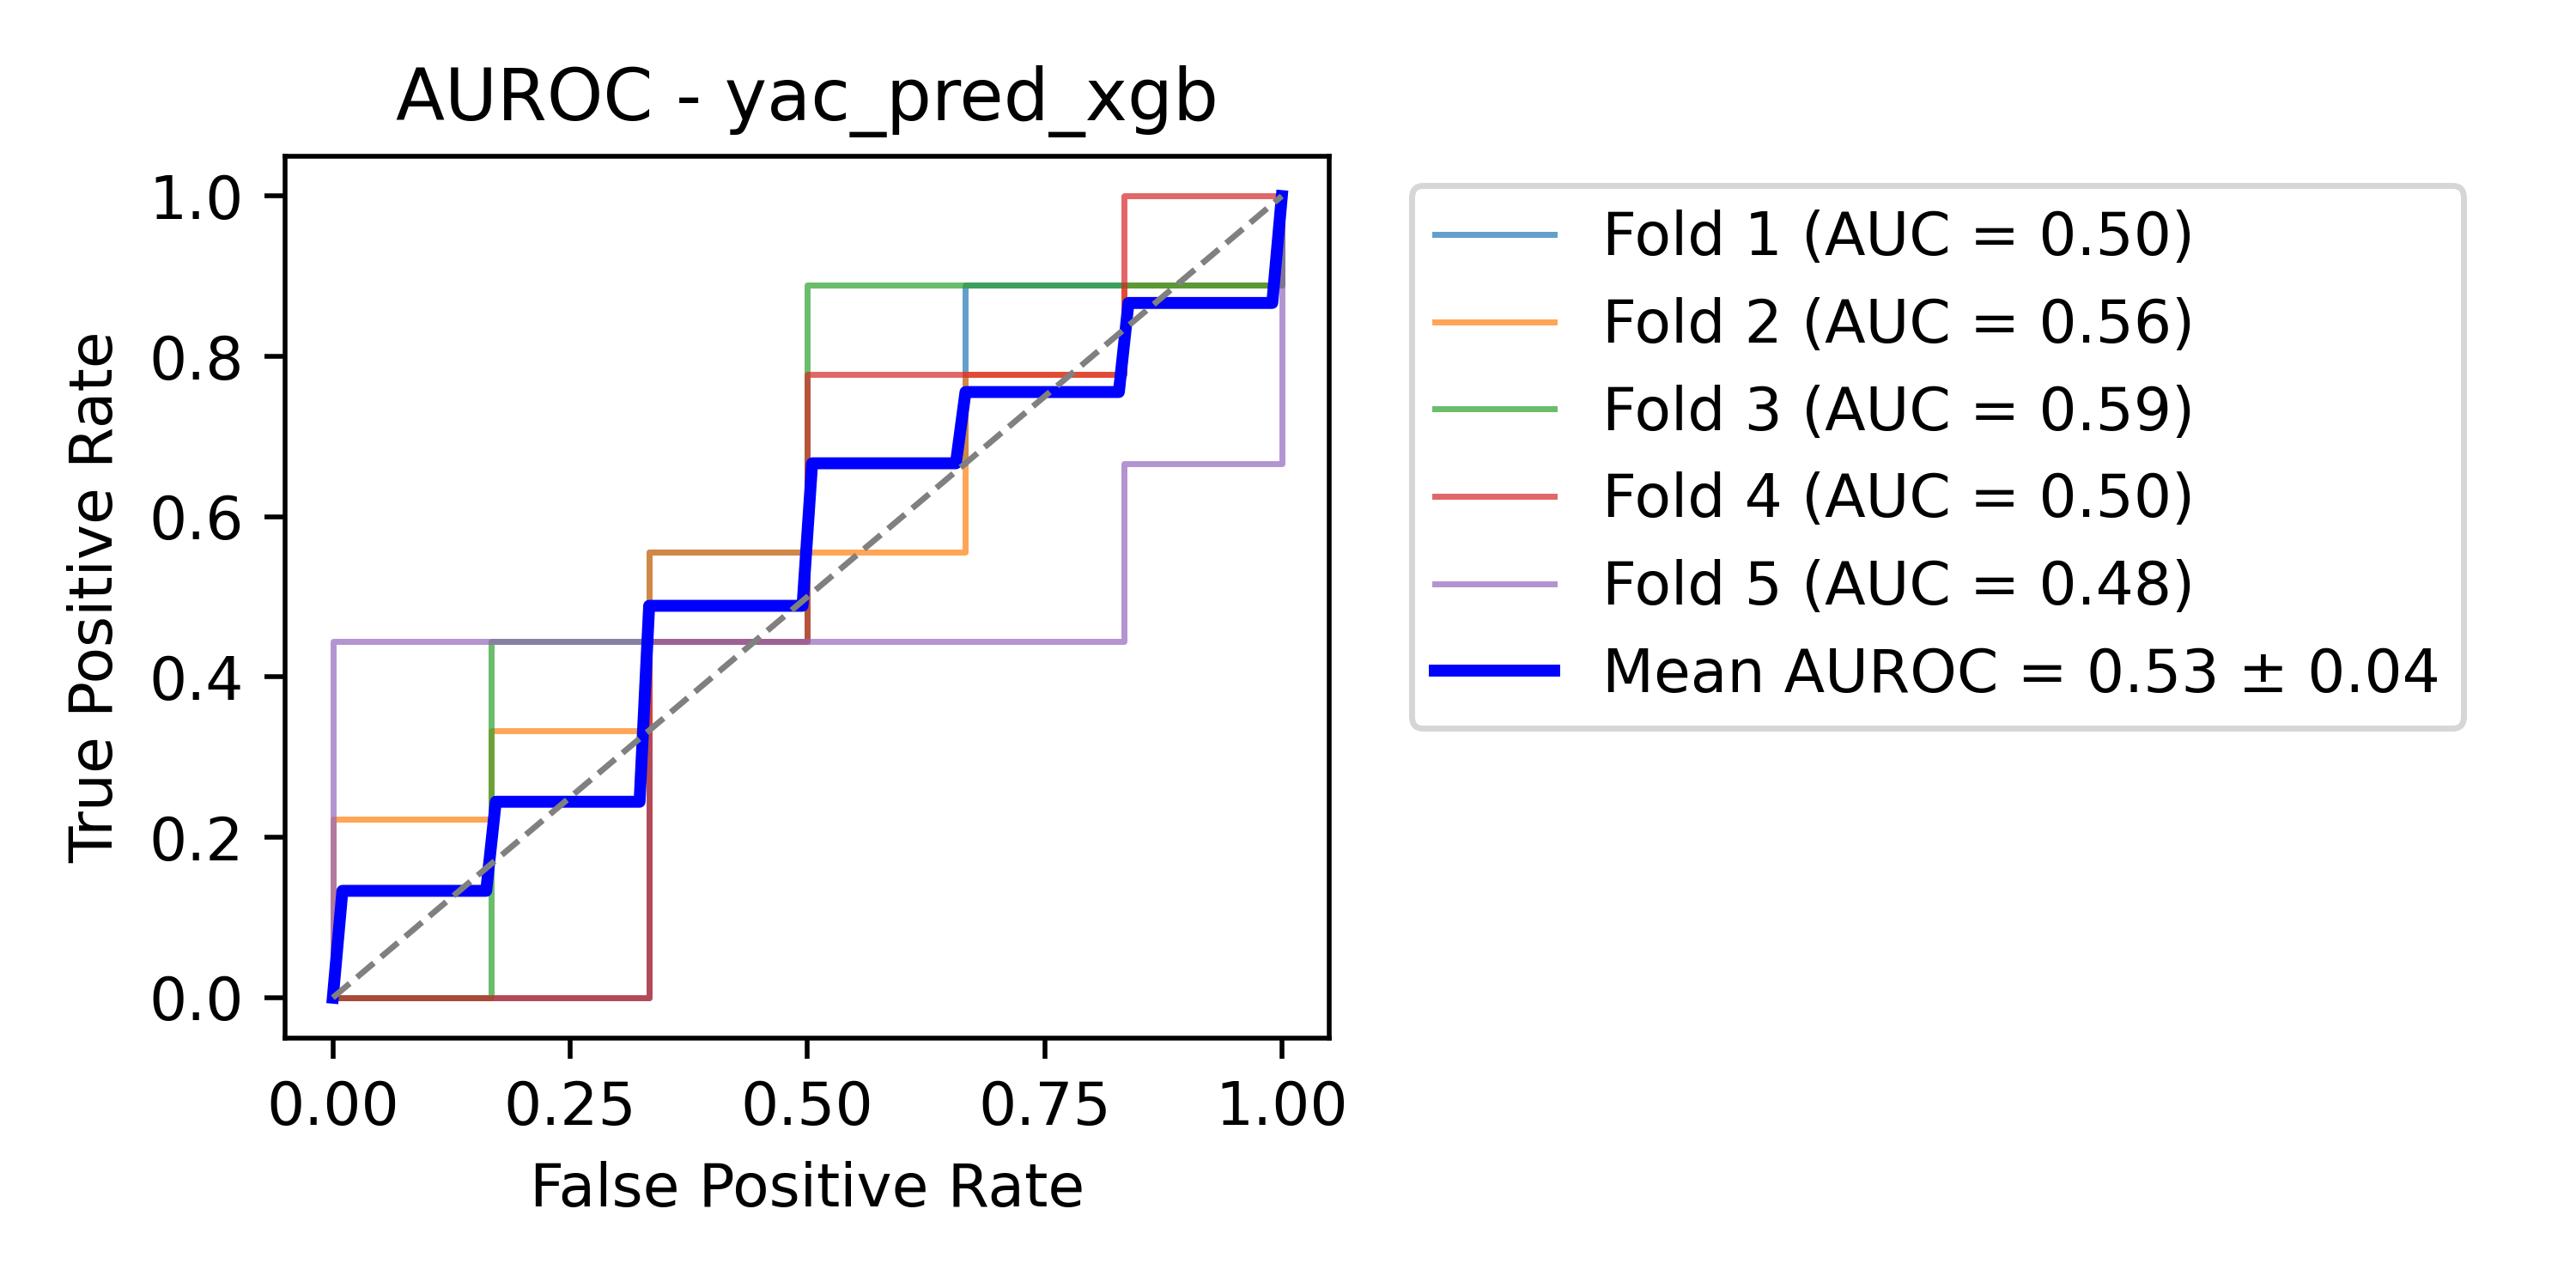 AUROC - yac_pred_xgb
True Positive Rate
1.0
0.8
0.6
0.4
0.2
0.0
0.00 0.25 0.50 0.75 1.00
False Positive Rate
Fold 1 (AUC = 0.50)
Fold 2 (AUC = 0.56)
Fold 3 (AUC = 0.59)
Fold 4 (AUC = 0.50)
Fold 5 (AUC = 0.48)
Mean AUROC = 0.53 ± 0.04